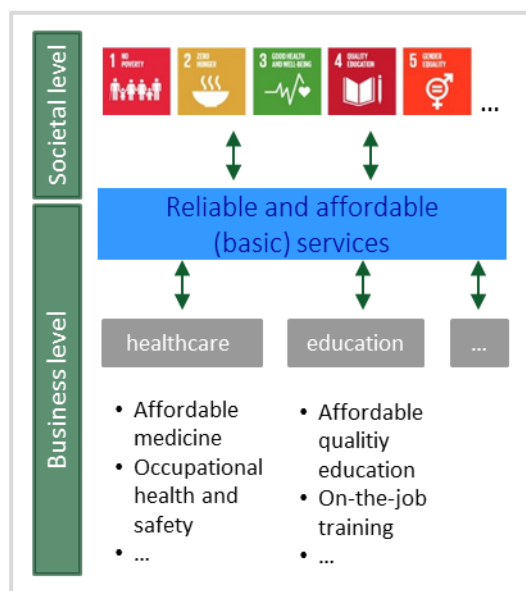 Societal level
1 NO POVERTY
2 ZERO HUNGER
3 GOOD HEALTH AND WELL-BEING
4 QUALITY EDUCATION
5 GENDER EQUALITY
...
Reliable and affordable
(basic) services
Business level
healthcare
education
...
• Affordable
medicine
• Occupational
health and
safety
• ...
• Affordable
qualitiy
education
• On-the-job
training
• ...